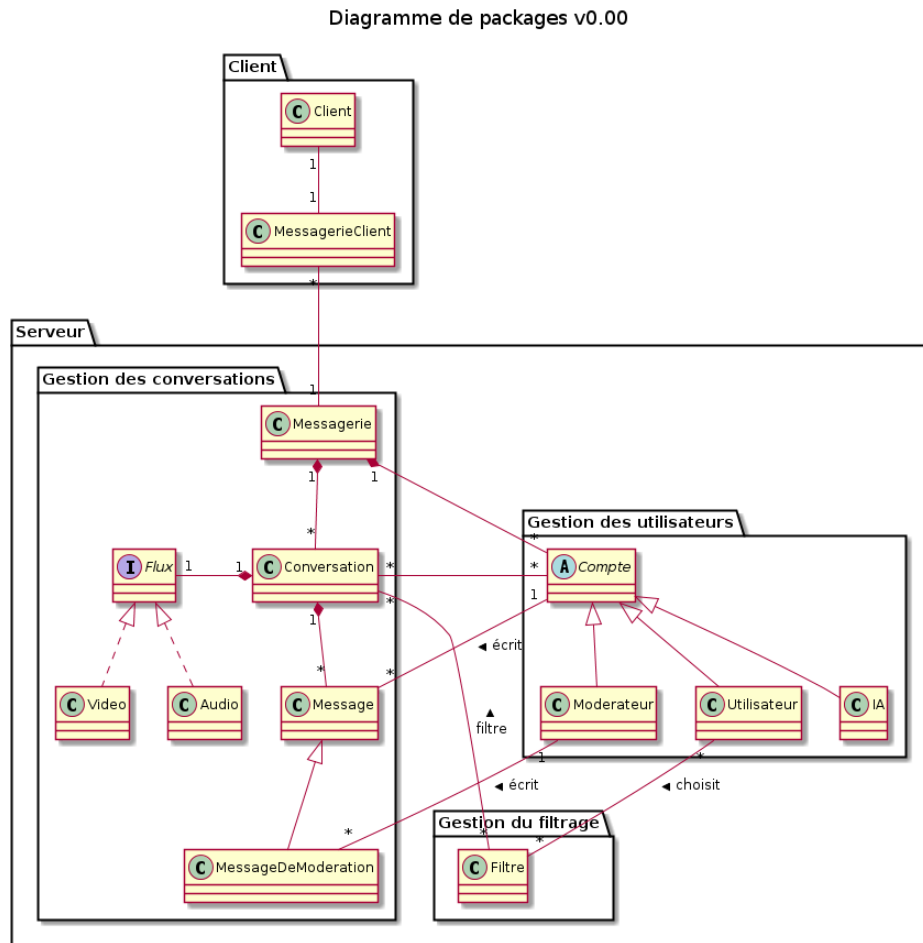 Diagramme de packages v0.00
Client
C Client
1
1
C MessagerieClient
*
Serveur
Gestion des conversations
1
C Messagerie
1
1
Gestion des utilisateurs
*
*
I Flux
1
1
C Conversation
*
*
A Compte
1
*
1
◄ écrit
*
*
C Video
C Audio
C Message
C Moderateur
C Utilisateur
C IA
▲
filtre
1
*
◄ écrit
◄ choisit
Gestion du filtrage
*
*
*
C MessageDeModeration
C Filtre